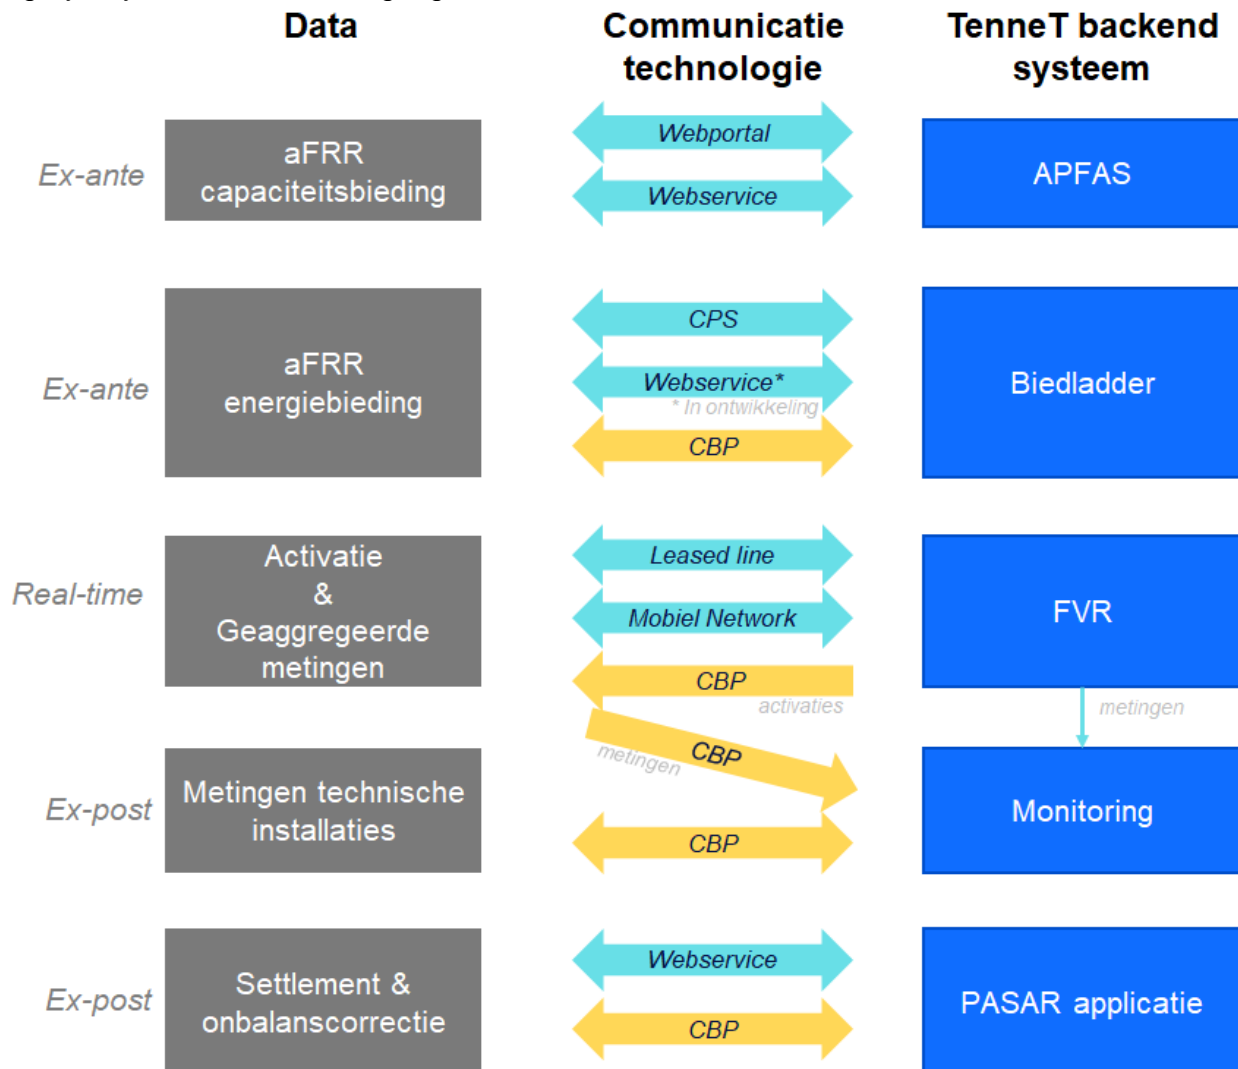 Data
Communicatie
technologie
TenneT backend
systeem
Ex-ante
aFRR
capaciteitsbieding
Webportal
Webservice
APFAS
Ex-ante
aFRR
energiebieding
CPS
Webservice*
* In ontwikkeling
CBP
Biedladder
Real-time
Activatie
&
Geaggregeerde
metingen
Leased line
Mobiel Network
CBP
activaties
FVR
metingen
CBP
metingen
Ex-post
Metingen technische
installaties
CBP
Monitoring
Ex-post
Settlement &
onbalanscorrectie
Webservice
CBP
PASAR applicatie